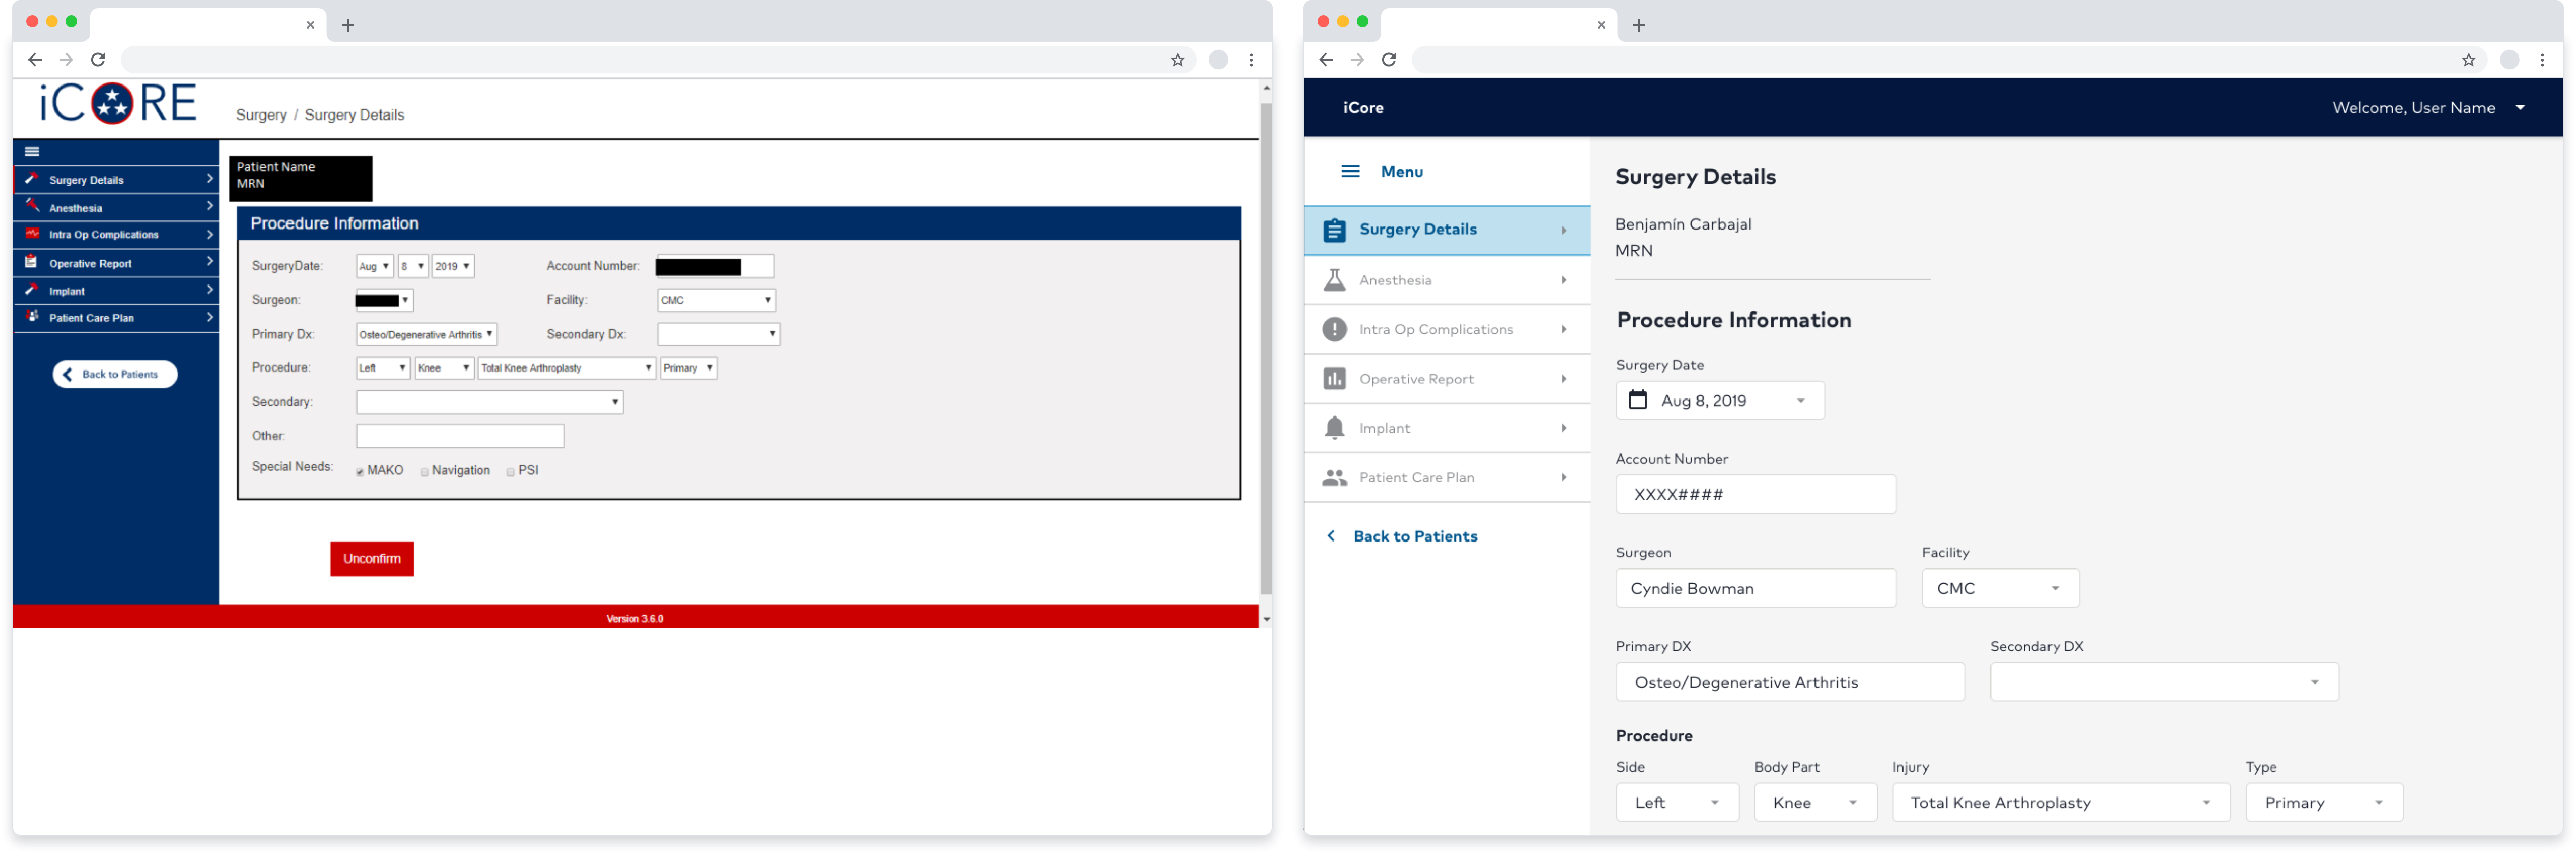 iCORE
Surgery / Surgery Details
Patient Name
MRN
Surgery Details
Anesthesia
Intra Op Complications
Operative Report
Implant
Patient Care Plan
Back to Patients
Procedure Information
SurgeryDate: Aug 8 2019 Account Number:
Surgeon: Facility: CMC
Primary Dx: Osteo/Degenerative Arthritis Secondary Dx:
Procedure: Left Knee Total Knee Arthroplasty Primary
Secondary:
Other:
Special Needs: MAKO Navigation PSI
Unconfirm
Version 3.6.0
iCore
Welcome, User Name
Menu
Surgery Details
Anesthesia
Intra Op Complications
Operative Report
Implant
Patient Care Plan
Back to Patients
Surgery Details
Benjamín Carbajal
MRN
Procedure Information
Surgery Date
Aug 8, 2019
Account Number
XXXX####
Surgeon Facility
Cyndie Bowman CMC
Primary DX Secondary DX
Osteo/Degenerative Arthritis
Procedure
Side Body Part Injury Type
Left Knee Total Knee Arthroplasty Primary